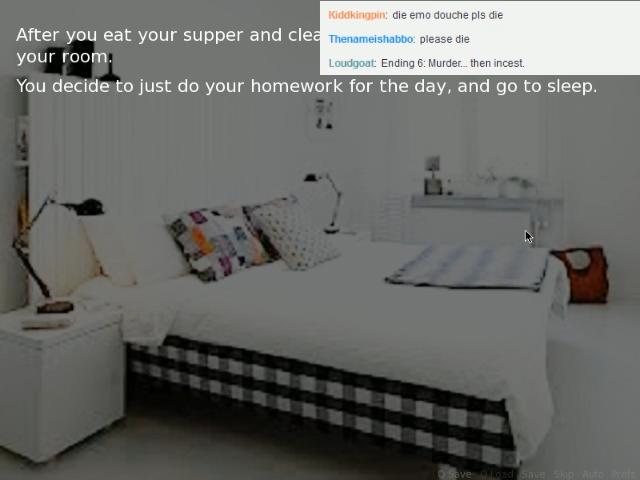 After you eat your supper and clea
your room.
You decide to just do your homework for the day, and go to sleep.
Kiddkingpin: die emo douche pls die
Thenameishabbo: please die
Loudgoat: Ending 6: Murder... then incest.
Q.Save Q.Load Save Skip Auto Prefs